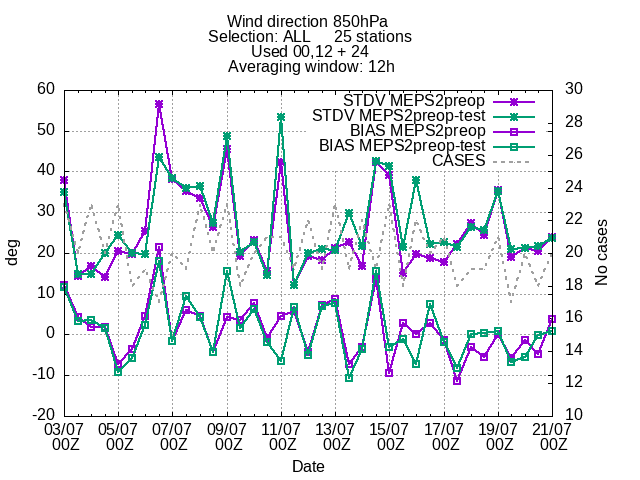 Wind direction 850hPa
Selection: ALL 25 stations
Used 00,12 + 24
Averaging window: 12h
STDV MEPS2preop
STDV MEPS2preop-test
BIAS MEPS2preop
BIAS MEPS2preop-test
CASES
deg
60
50
40
30
20
10
0
-10
-20
No cases
30
28
26
24
22
20
18
16
14
12
10
03/07 05/07 07/07 09/07 11/07 13/07 15/07 17/07 19/07 21/07
00Z 00Z 00Z 00Z 00Z 00Z 00Z 00Z 00Z 00Z
Date